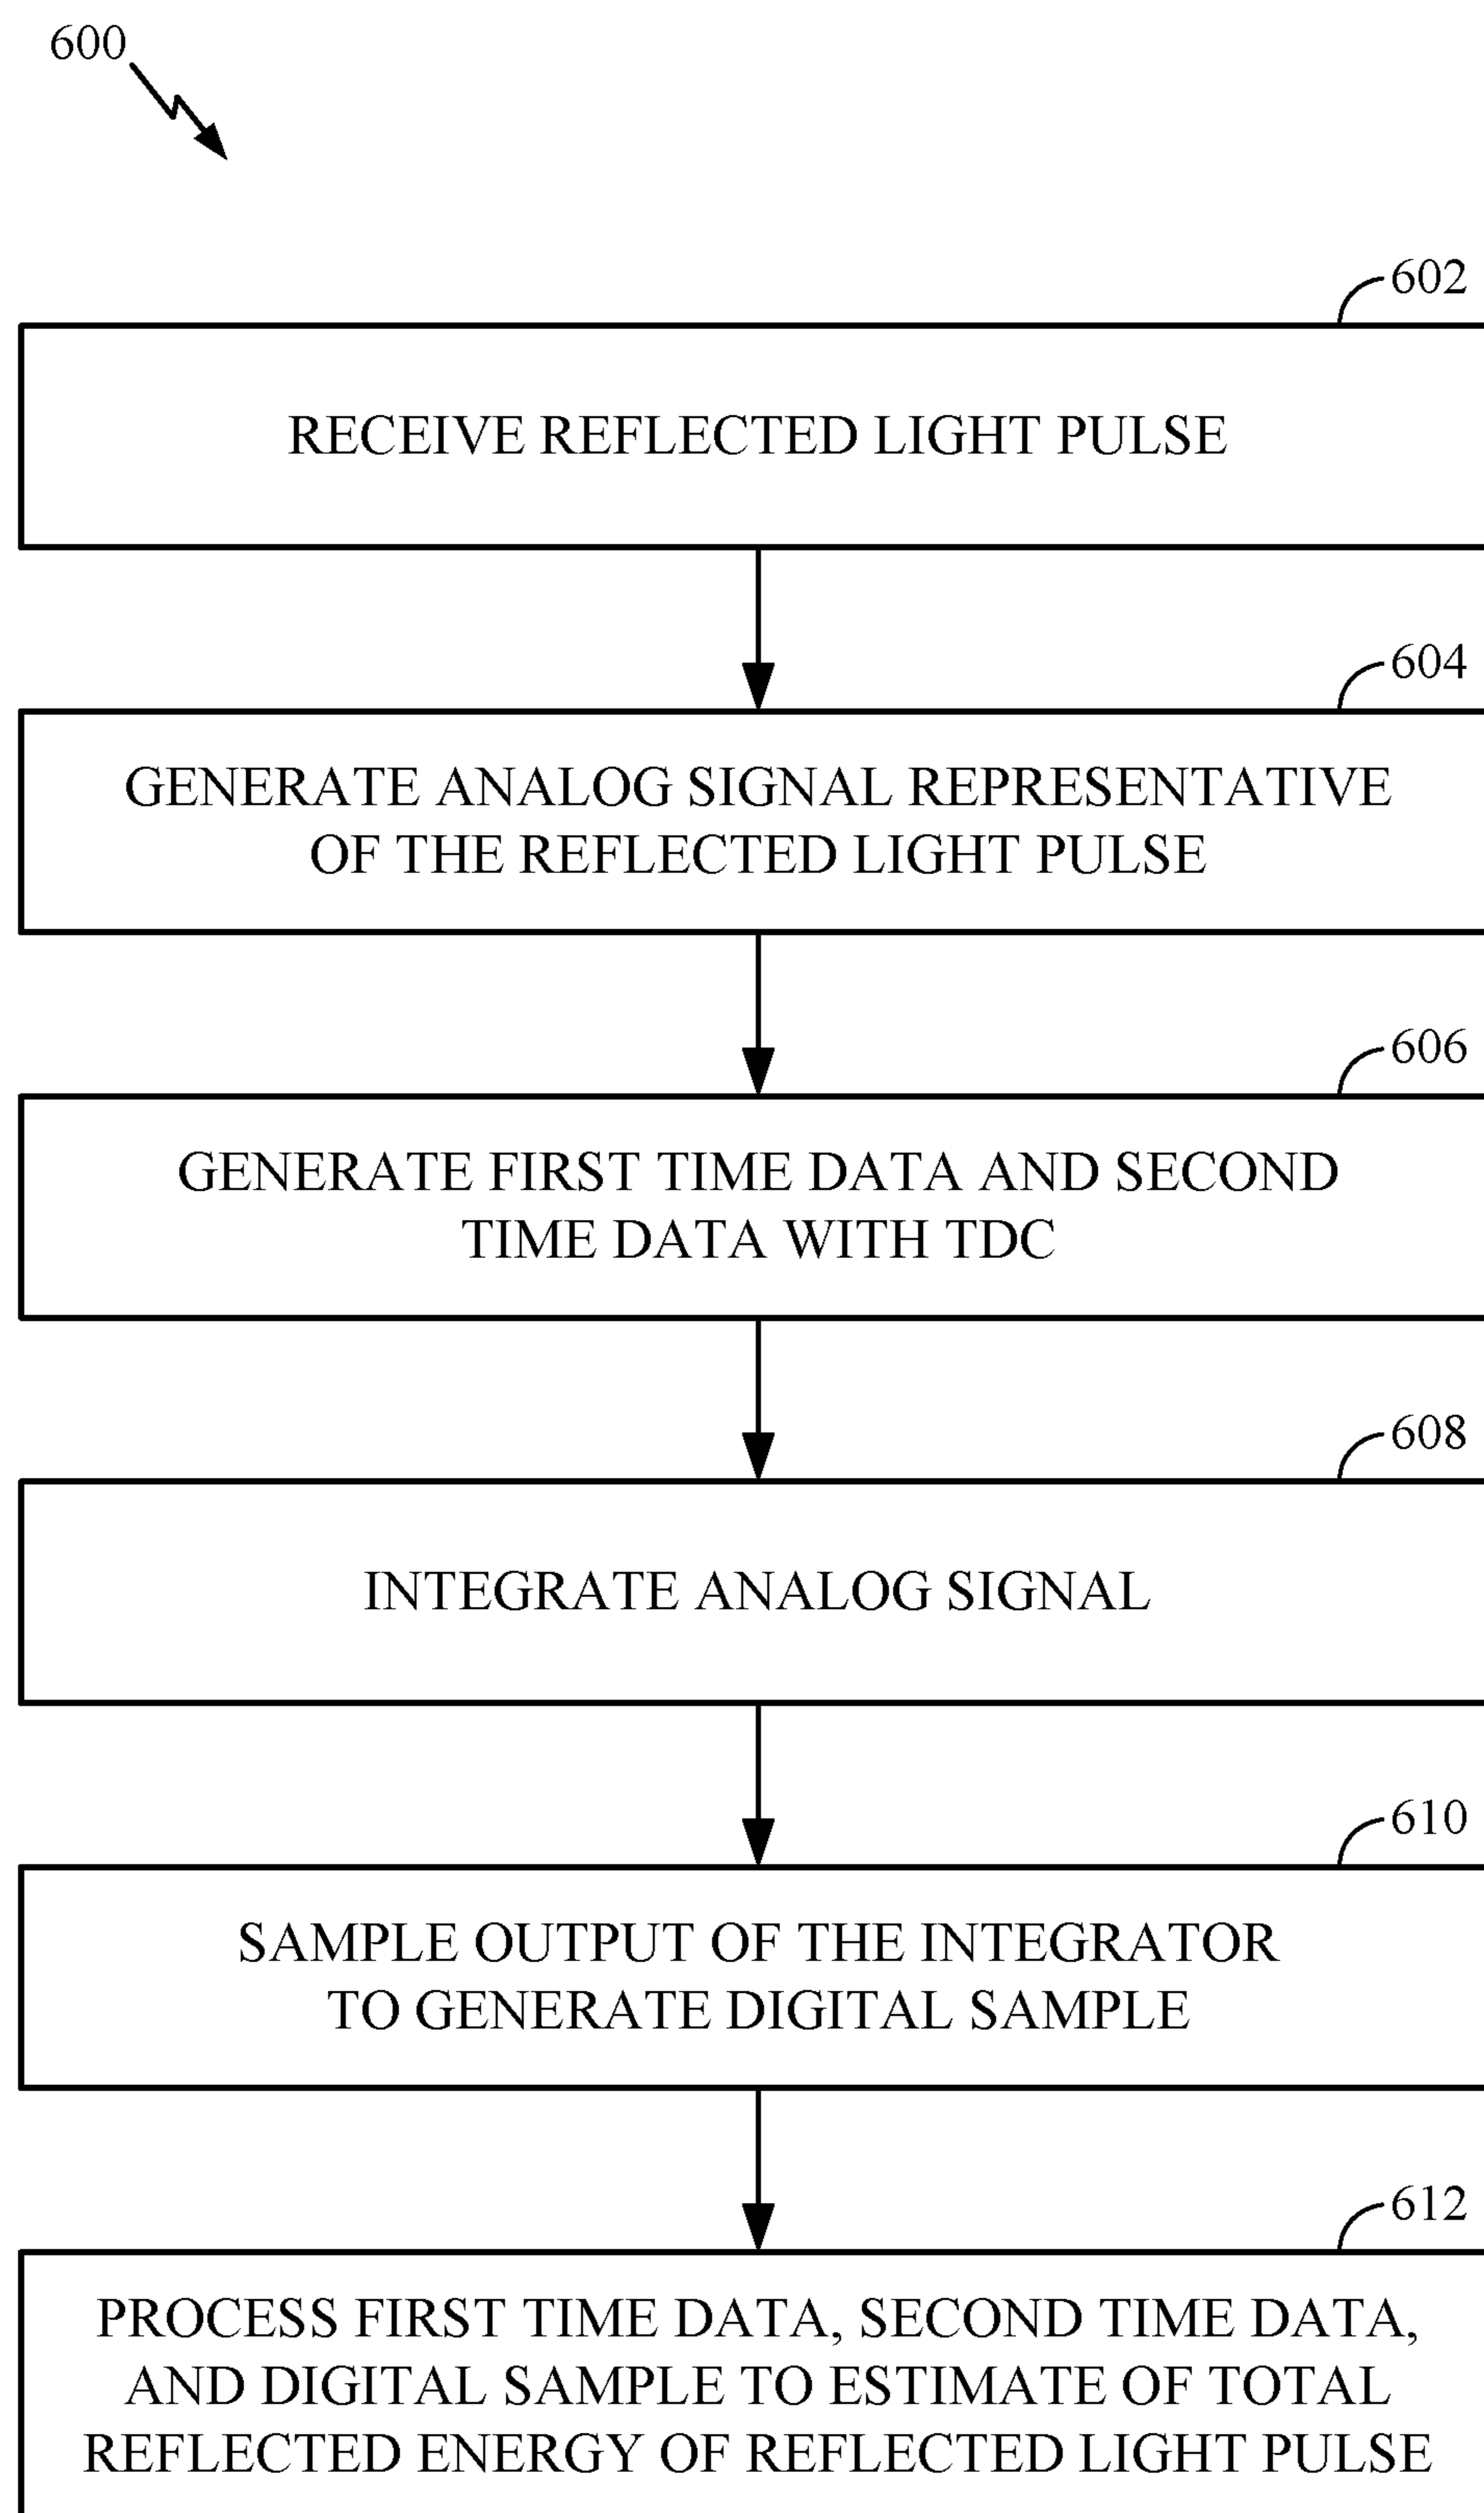 600
602
RECEIVE REFLECTED LIGHT PULSE
604
GENERATE ANALOG SIGNAL REPRESENTATIVE
OF THE REFLECTED LIGHT PULSE
606
GENERATE FIRST TIME DATA AND SECOND
TIME DATA WITH TDC
608
INTEGRATE ANALOG SIGNAL
610
SAMPLE OUTPUT OF THE INTEGRATOR
TO GENERATE DIGITAL SAMPLE
612
PROCESS FIRST TIME DATA, SECOND TIME DATA,
AND DIGITAL SAMPLE TO ESTIMATE OF TOTAL
REFLECTED ENERGY OF REFLECTED LIGHT PULSE